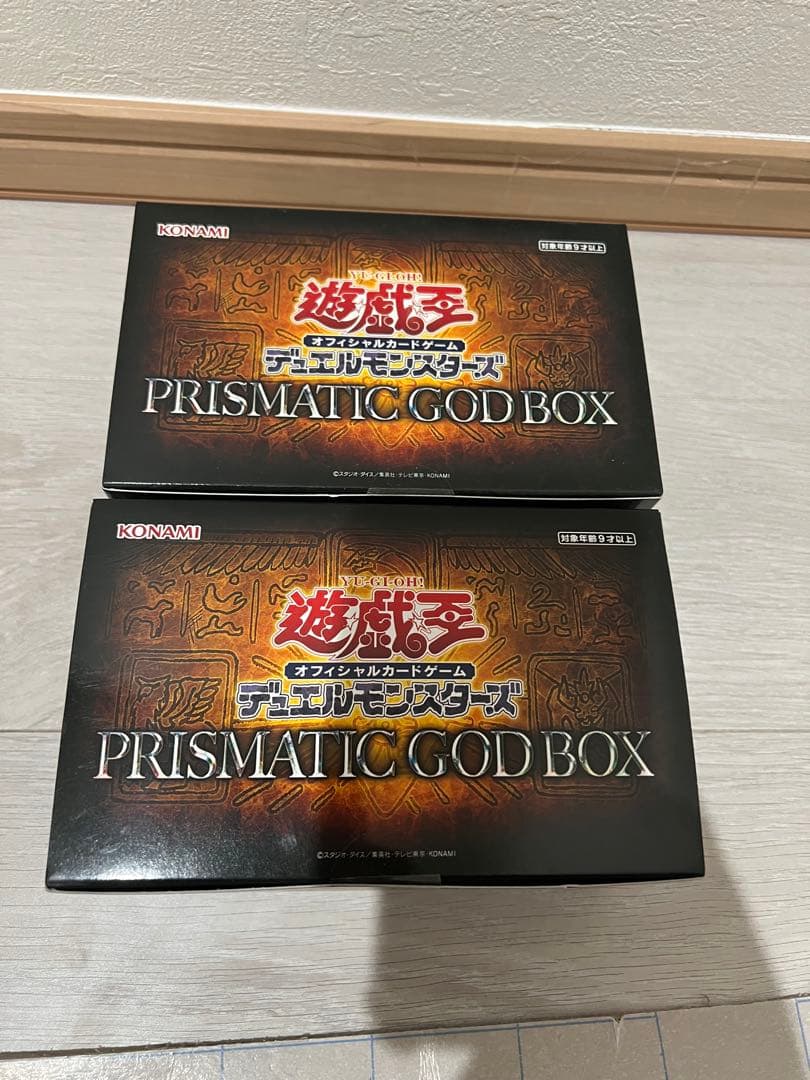 KONAMI
対象年齢9才以上
YU-GI-OH!
遊戯王
オフィシャルカードゲーム
デュエルモンスターズ
PRISMATIC GOD BOX
©スタジオ・ダイス／集英社・テレビ東京・KONAMI
KONAMI
対象年齢9才以上
YU-GI-OH!
遊戯王
オフィシャルカードゲーム
デュエルモンスターズ
PRISMATIC GOD BOX
©スタジオ・ダイス／集英社・テレビ東京・KONAMI